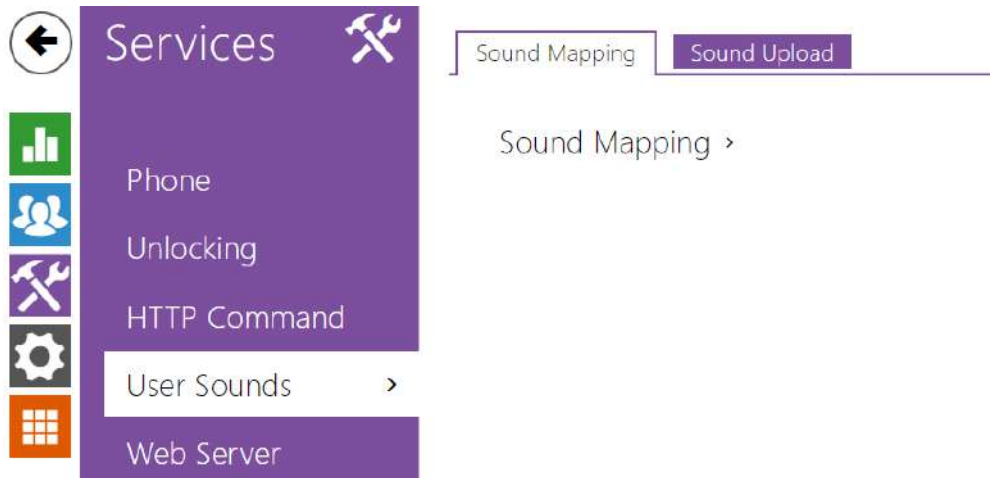 Services
Phone
Unlocking
HTTP Command
User Sounds
Web Server
Sound Mapping
Sound Upload
Sound Mapping